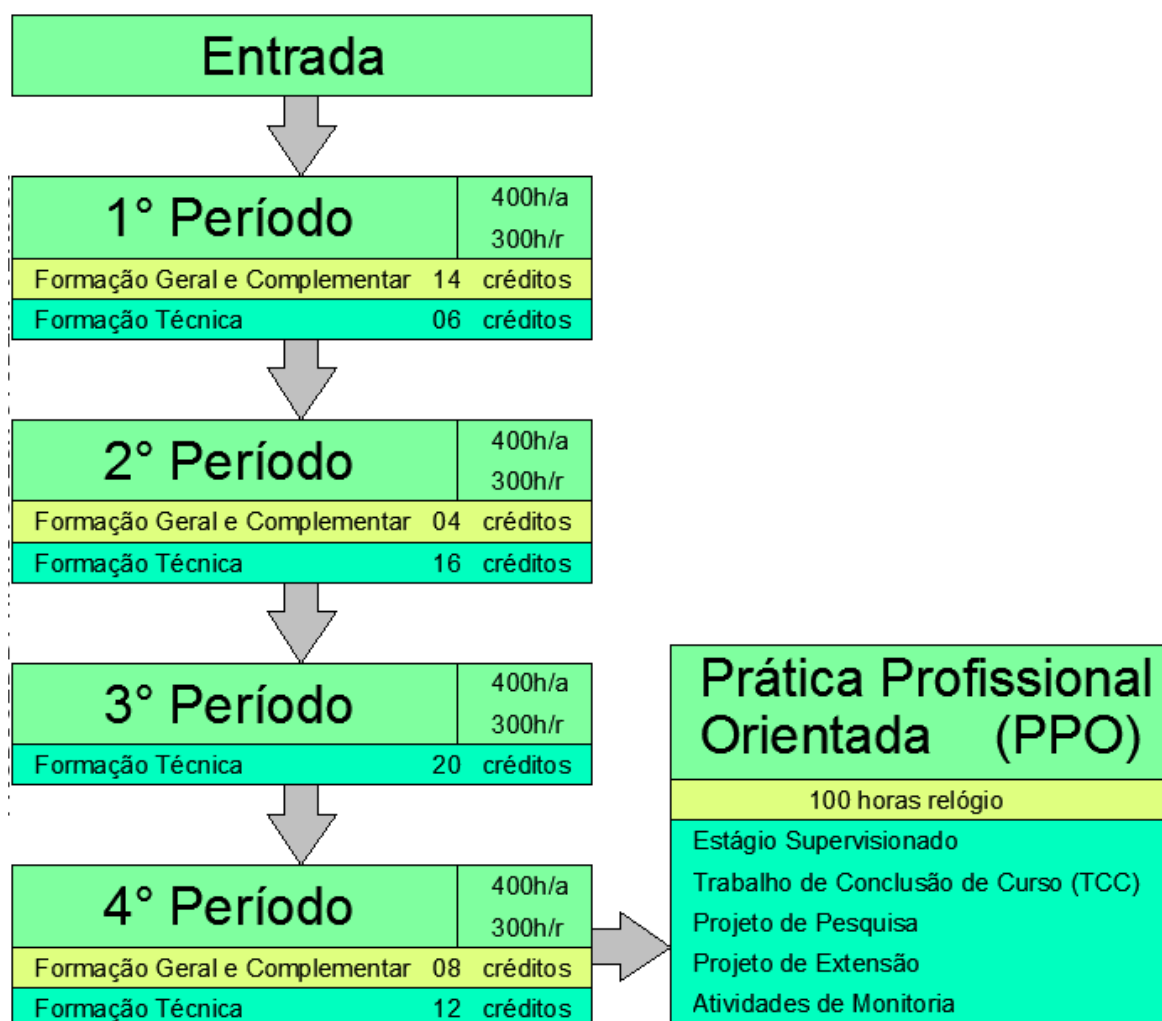 Entrada
1° Período
400h/a
300h/r
Formação Geral e Complementar 14 créditos
Formação Técnica 06 créditos
2° Período
400h/a
300h/r
Formação Geral e Complementar 04 créditos
Formação Técnica 16 créditos
3° Período
400h/a
300h/r
Formação Técnica 20 créditos
4° Período
400h/a
300h/r
Formação Geral e Complementar 08 créditos
Formação Técnica 12 créditos
Prática Profissional
Orientada (PPO)
100 horas relógio
Estágio Supervisionado
Trabalho de Conclusão de Curso (TCC)
Projeto de Pesquisa
Projeto de Extensão
Atividades de Monitoria